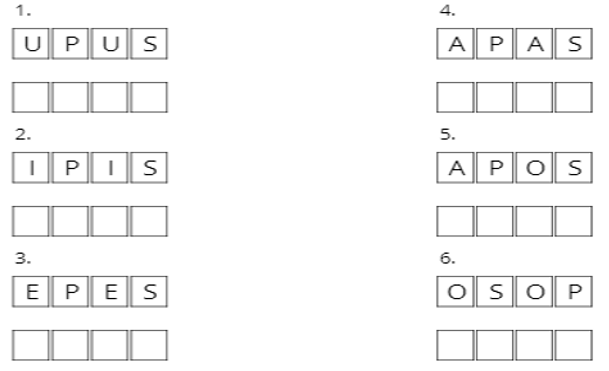 1.
U P U S
2.
I P I S
3.
E P E S
4.
A P A S
5.
A P O S
6.
O S O P